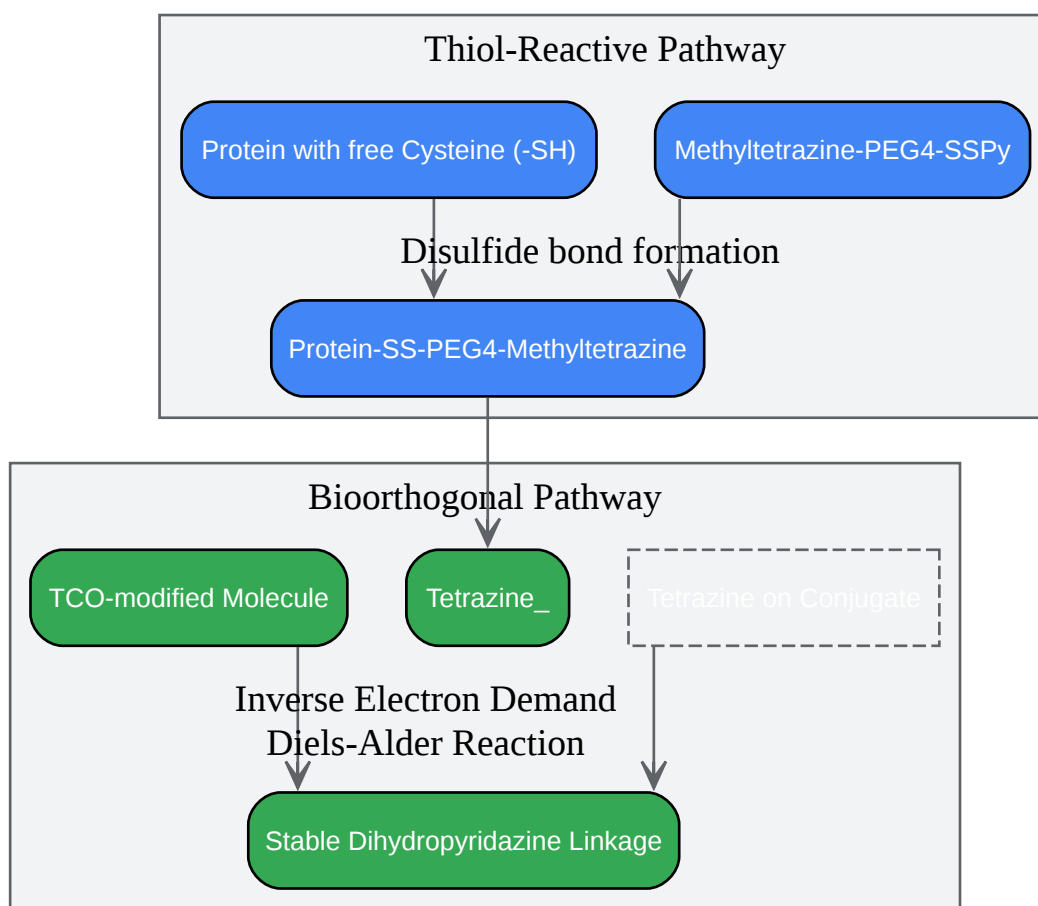 Thiol-Reactive Pathway
Protein with free Cysteine (-SH)
Methyltetrazine-PEG4-SSPy
Disulfide bond formation
Protein-SS-PEG4-Methyltetrazine
Bioorthogonal Pathway
TCO-modified Molecule
Tetrazine_
Tetrazine on Conjugate
Inverse Electron Demand
Diels-Alder Reaction
Stable Dihydropyridazine Linkage